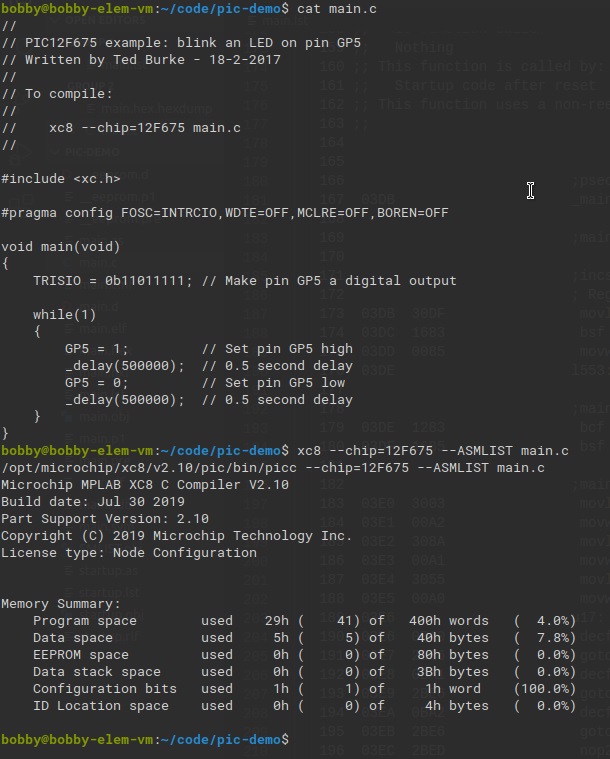 bobby@bobby-elem-vm:~/code/pic-demo$ cat main.c
//
// PIC12F675 example: blink an LED on pin GP5
// Written by Ted Burke - 18-2-2017
//
// To compile:
//
//    xc8 --chip=12F675 main.c
//

#include <xc.h>

#pragma config FOSC=INTRCIO,WDTE=OFF,MCLRE=OFF,BOREN=OFF

void main(void)
{
    TRISIO = 0b11011111; // Make pin GP5 a digital output

    while(1)
    {
        GP5 = 1;         // Set pin GP5 high
        _delay(500000);  // 0.5 second delay
        GP5 = 0;         // Set pin GP5 low
        _delay(500000);  // 0.5 second delay
    }
}
bobby@bobby-elem-vm:~/code/pic-demo$ xc8 --chip=12F675 --ASMLIST main.c
/opt/microchip/xc8/v2.10/pic/bin/picc --chip=12F675 --ASMLIST main.c
Microchip MPLAB XC8 C Compiler V2.10
Build date: Jul 30 2019
Part Support Version: 2.10
Copyright (C) 2019 Microchip Technology Inc.
License type: Node Configuration


Memory Summary:
    Program space        used    29h (    41) of   400h words   (  4.0%)
    Data space           used     5h (     5) of    40h bytes   (  7.8%)
    EEPROM space         used     0h (     0) of    80h bytes   (  0.0%)
    Data stack space     used     0h (     0) of    3Bh bytes   (  0.0%)
    Configuration bits   used     1h (     1) of     1h word    (100.0%)
    ID Location space    used     0h (     0) of     4h bytes   (  0.0%)

bobby@bobby-elem-vm:~/code/pic-demo$